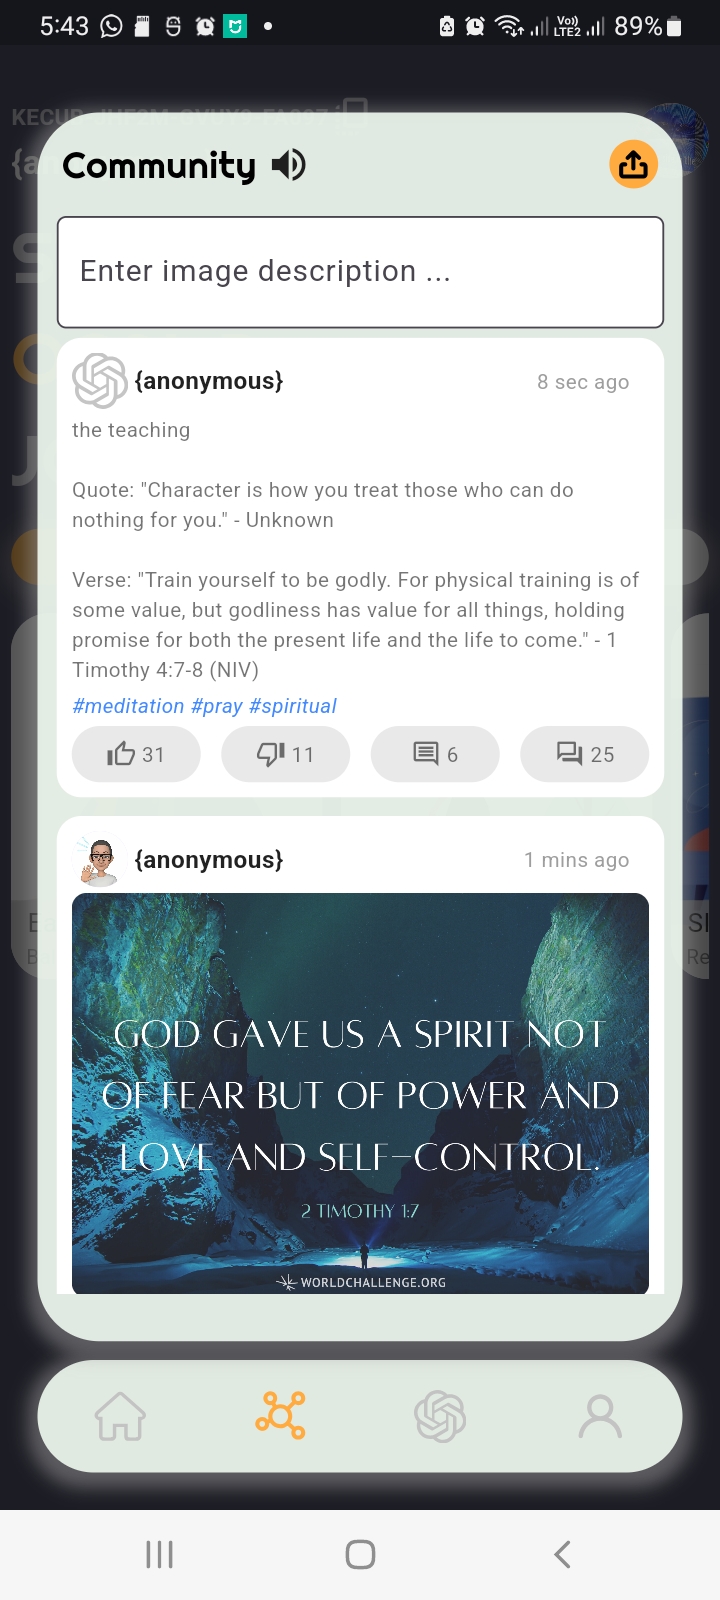 5:43
Vo))
LTE2
89%
Community
Enter image description ...
{anonymous}
8 sec ago
the teaching
Quote: "Character is how you treat those who can do
nothing for you." - Unknown
Verse: "Train yourself to be godly. For physical training is of
some value, but godliness has value for all things, holding
promise for both the present life and the life to come." - 1
Timothy 4:7-8 (NIV)
#meditation #pray #spiritual
31
11
6
25
{anonymous}
1 mins ago
GOD GAVE US A SPIRIT NOT
OF FEAR BUT OF POWER AND
LOVE AND SELF-CONTROL.
2 TIMOTHY 1:7
WORLDCHALLENGE.ORG